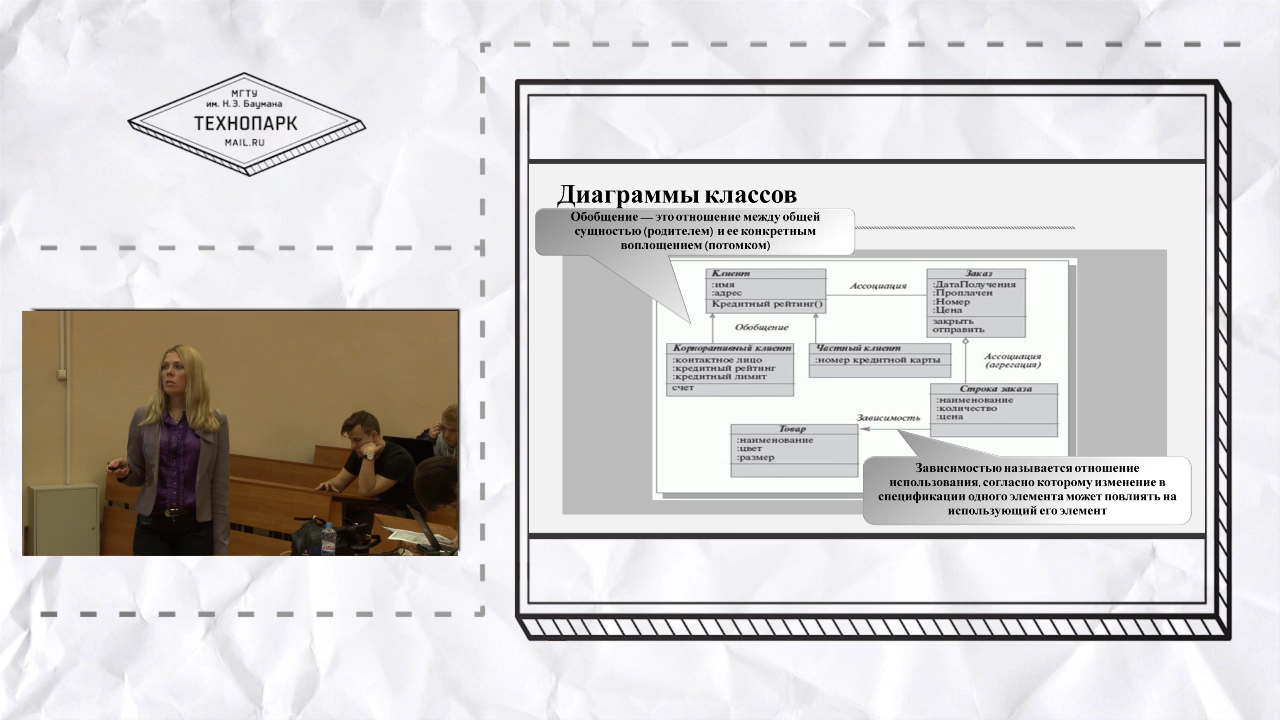 МГТУ
им. Н.Э. Баумана
ТЕХНОПАРК
MAIL.RU
Диаграммы классов
Обобщение — это отношение между общей
сущностью (родителем) и ее конкретным
воплощением (потомком)
Клиент
:имя
:адрес
Кредитный рейтинг()
Ассоциация
Заказ
:ДатаПолучения
:Проплачен
:Номер
:Цена
закрыть
отправить
Обобщение
Корпоративный клиент
:контактное лицо
:кредитный рейтинг
:кредитный лимит
счет
Частный клиент
:номер кредитной карты
Ассоциация
(агрегация)
Строка заказа
:наименование
:количество
:цена
Зависимость
Товар
:наименование
:цвет
:размер
Зависимостью называется отношение
использования, согласно которому изменение в
спецификации одного элемента может повлиять на
использующий его элемент